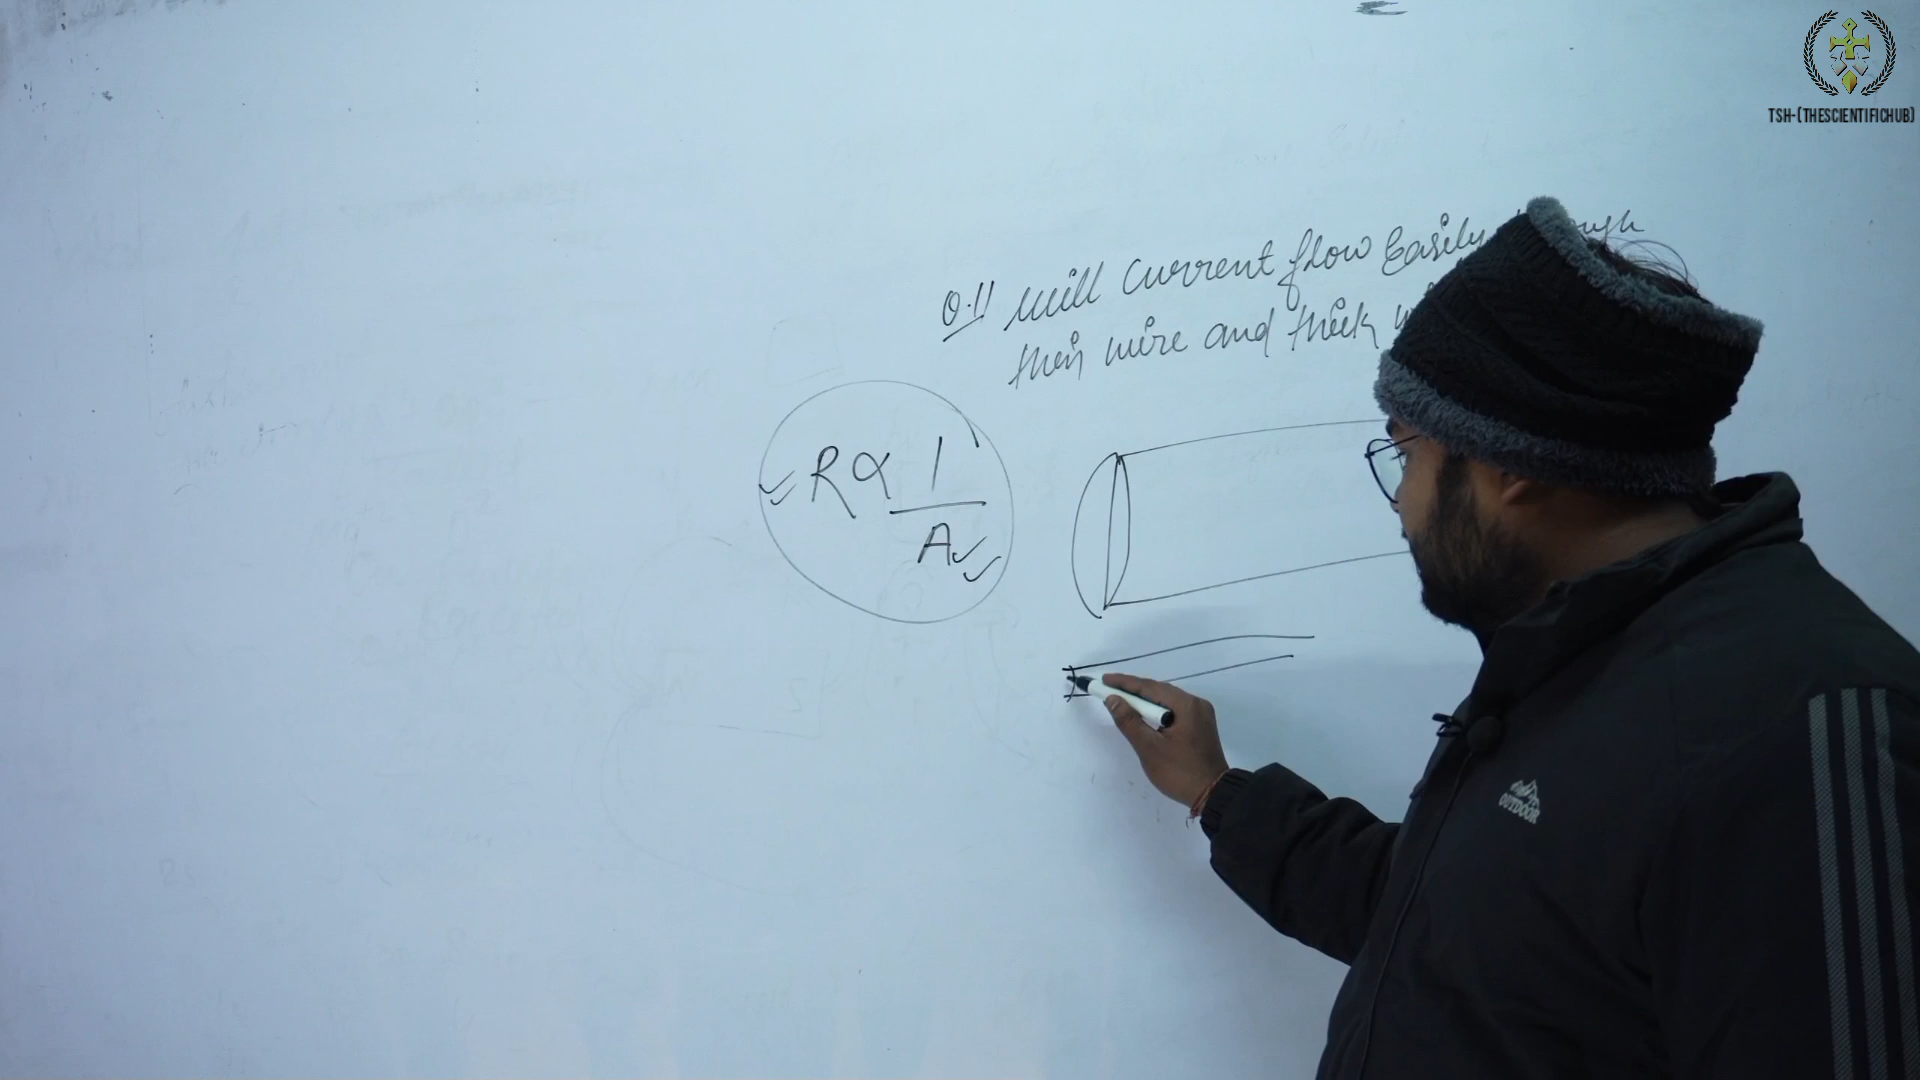 TSH-(THESCIENTIFICHUB)
Q.11 Will current flow easily
thin wire and thick
R ∝ 1
A
OUTDOOR